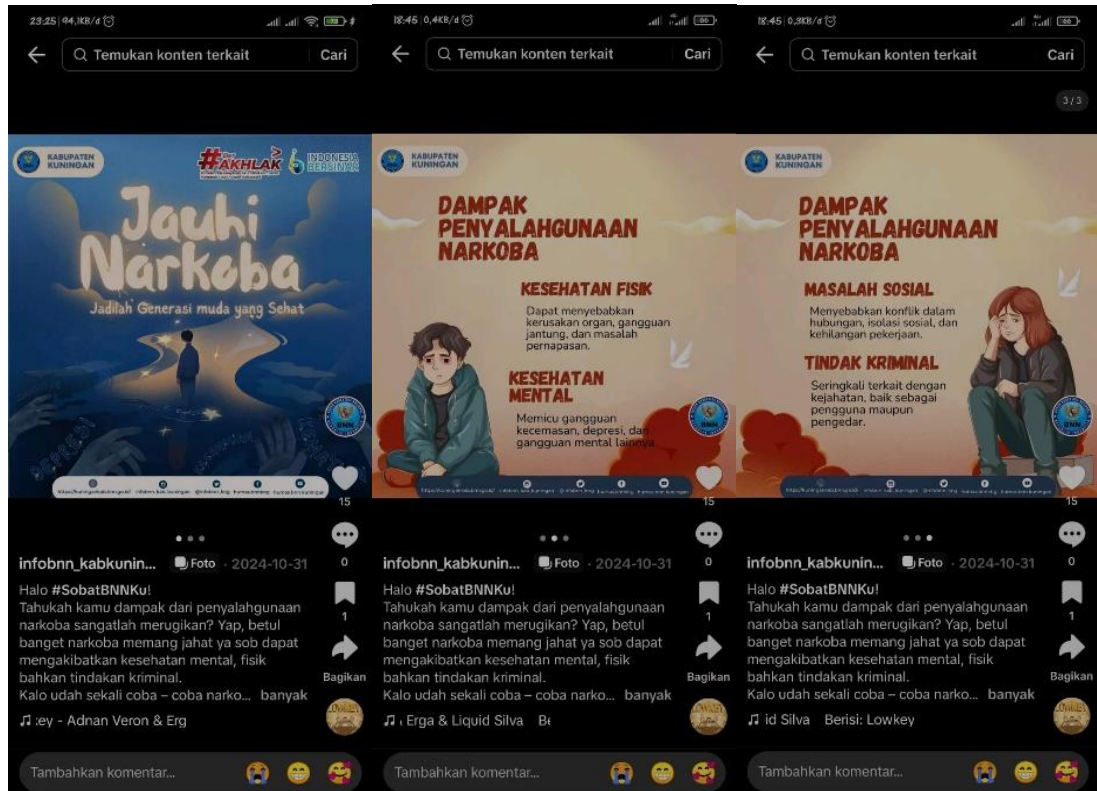 23:25 94,1KB/d
Temukan konten terkait
Cari
KABUPATEN
KUNINGAN
#AKHLAK
INDONESIA
BERSINAR
Jauhi
Narkoba
Jadilah Generasi muda yang Sehat
BNN
15
0
infobnn_kabkunin...
Foto · 2024-10-31
Halo #SobatBNNKu!
Tahukah kamu dampak dari penyalahgunaan
narkoba sangatlah merugikan? Yap, betul
banget narkoba memang jahat ya sob dapat
mengakibatkan kesehatan mental, fisik
bahkan tindakan kriminal.
Kalo udah sekali coba – coba narko... banyak
1
Bagikan
:ey - Adnan Veron & Erg
Tambahkan komentar...
18:45 0,4KB/d
66
Temukan konten terkait
Cari
KABUPATEN
KUNINGAN
DAMPAK
PENYALAHGUNAAN
NARKOBA
KESEHATAN FISIK
Dapat menyebabkan
kerusakan organ, gangguan
jantung, dan masalah
pernapasan.
KESEHATAN
MENTAL
Memicu gangguan
kecemasan, depresi, dan
gangguan mental lainnya
BNN
15
0
infobnn_kabkunin...
Foto · 2024-10-31
Halo #SobatBNNKu!
Tahukah kamu dampak dari penyalahgunaan
narkoba sangatlah merugikan? Yap, betul
banget narkoba memang jahat ya sob dapat
mengakibatkan kesehatan mental, fisik
bahkan tindakan kriminal.
Kalo udah sekali coba – coba narko... banyak
1
Bagikan
Erga & Liquid Silva Be
Tambahkan komentar...
18:45 0,3KB/d
66
Temukan konten terkait
Cari
3/3
KABUPATEN
KUNINGAN
DAMPAK
PENYALAHGUNAAN
NARKOBA
MASALAH SOSIAL
Menyebabkan konflik dalam
hubungan, isolasi sosial, dan
kehilangan pekerjaan.
TINDAK KRIMINAL
Seringkali terkait dengan
kejahatan, baik sebagai
pengguna maupun
pengedar.
BNN
15
0
infobnn_kabkunin...
Foto · 2024-10-31
Halo #SobatBNNKu!
Tahukah kamu dampak dari penyalahgunaan
narkoba sangatlah merugikan? Yap, betul
banget narkoba memang jahat ya sob dapat
mengakibatkan kesehatan mental, fisik
bahkan tindakan kriminal.
Kalo udah sekali coba – coba narko... banyak
1
Bagikan
id Silva Berisi: Lowkey
Tambahkan komentar...